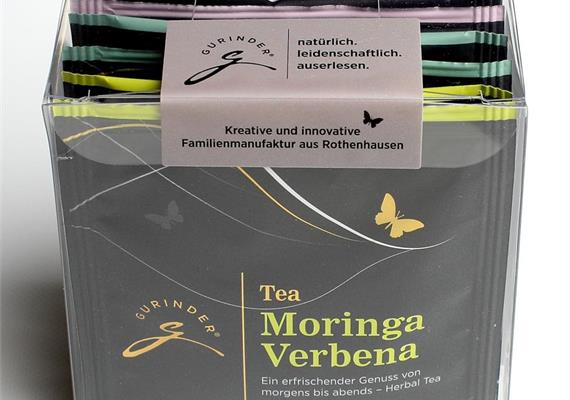 GURINDER®
natürlich.
leidenschaftlich.
auserlesen.
Kreative und innovative
Familienmanufaktur aus Rothenhausen
GURINDER®
Tea
Moringa
Verbena
Ein erfrischender Genuss von
morgens bis abends – Herbal Tea